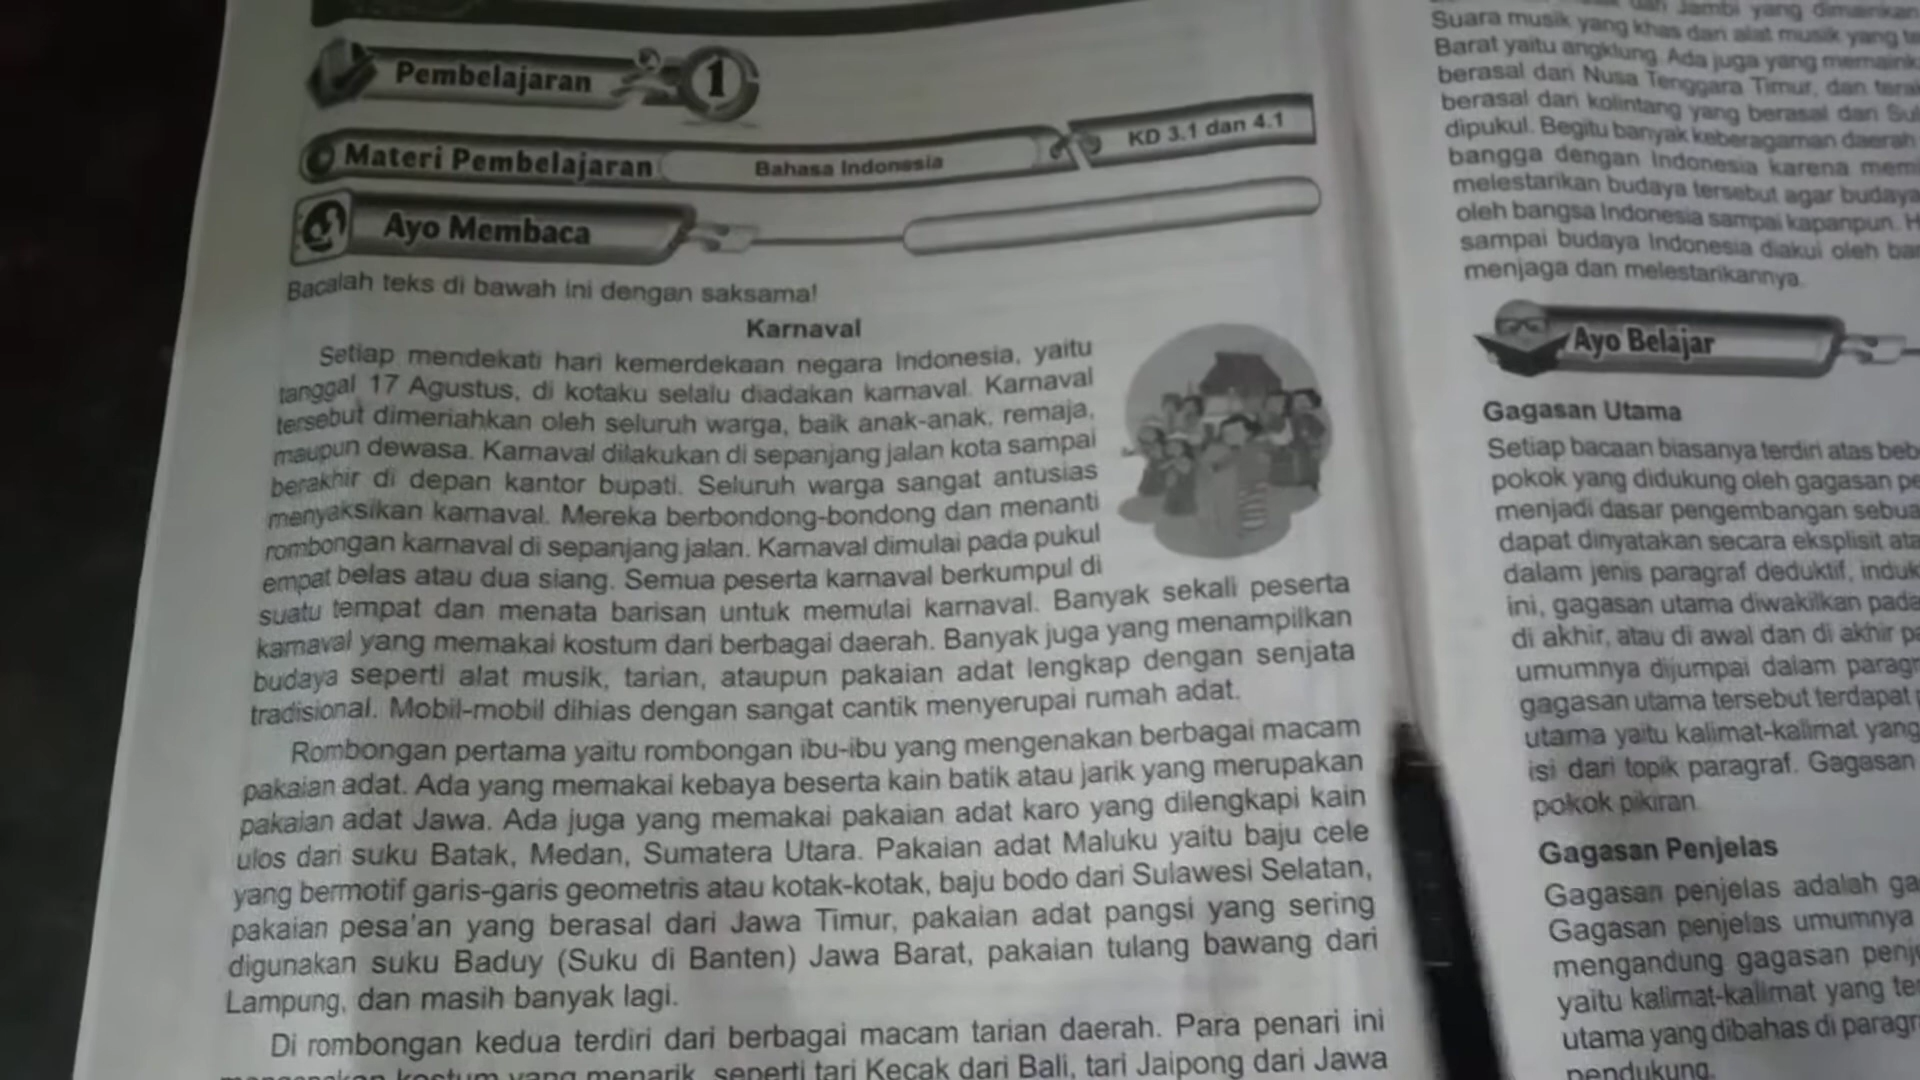 Pembelajaran 1
Materi Pembelajaran Bahasa Indonesia KD 3.1 dan 4.1
Ayo Membaca
Bacalah teks di bawah ini dengan saksama!
Karnaval
Setiap mendekati hari kemerdekaan negara Indonesia, yaitu
tanggal 17 Agustus, di kotaku selalu diadakan karnaval. Karnaval
tersebut dimeriahkan oleh seluruh warga, baik anak-anak, remaja,
maupun dewasa. Karnaval dilakukan di sepanjang jalan kota sampai
berakhir di depan kantor bupati. Seluruh warga sangat antusias
menyaksikan karnaval. Mereka berbondong-bondong dan menanti
rombongan karnaval di sepanjang jalan. Karnaval dimulai pada pukul
empat belas atau dua siang. Semua peserta karnaval berkumpul di
suatu tempat dan menata barisan untuk memulai karnaval. Banyak sekali peserta
karnaval yang memakai kostum dari berbagai daerah. Banyak juga yang menampilkan
budaya seperti alat musik, tarian, ataupun pakaian adat lengkap dengan senjata
tradisional. Mobil-mobil dihias dengan sangat cantik menyerupai rumah adat.
Rombongan pertama yaitu rombongan ibu-ibu yang mengenakan berbagai macam
pakaian adat. Ada yang memakai kebaya beserta kain batik atau jarik yang merupakan
pakaian adat Jawa. Ada juga yang memakai pakaian adat karo yang dilengkapi kain
ulos dari suku Batak, Medan, Sumatera Utara. Pakaian adat Maluku yaitu baju cele
yang bermotif garis-garis geometris atau kotak-kotak, baju bodo dari Sulawesi Selatan,
pakaian pesa'an yang berasal dari Jawa Timur, pakaian adat pangsi yang sering
digunakan suku Baduy (Suku di Banten) Jawa Barat, pakaian tulang bawang dari
Lampung, dan masih banyak lagi.
Di rombongan kedua terdiri dari berbagai macam tarian daerah. Para penari ini
kostum yang menarik, seperti tari Kecak dari Bali, tari Jaipong dari Jawa
dan Jambi yang dimainkan
Suara musik yang khas dari alat musik yang
Barat yaitu angklung. Ada juga yang
berasal dari Nusa Tenggara Timur, dan
berasal dari kolintang yang berasal dari
dipukul. Begitu banyak keberagaman daerah
bangga dengan Indonesia karena
melestarikan budaya tersebut agar budaya
oleh bangsa Indonesia sampai kapanpun.
sampai budaya Indonesia diakui oleh
menjaga dan melestarikannya.
Ayo Belajar
Gagasan Utama
Setiap bacaan biasanya terdiri atas
pokok yang didukung oleh gagasan
menjadi dasar pengembangan
dapat dinyatakan secara eksplisit
dalam jenis paragraf deduktif,
ini, gagasan utama diwakilkan
di akhir, atau di awal dan di akhir
umumnya dijumpai dalam
gagasan utama tersebut terdapat
utama yaitu kalimat-kalimat yang
isi dari topik paragraf. Gagasan
pokok pikiran.
Gagasan Penjelas
Gagasan penjelas adalah
Gagasan penjelas umumnya
mengandung gagasan
yaitu kalimat-kalimat yang
utama yang dibahas di
pendukung.